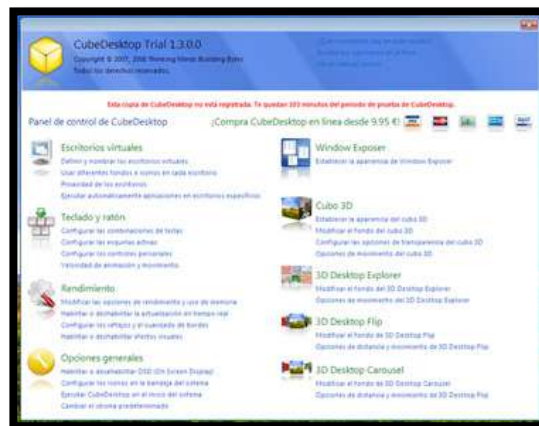 CubeDesktop Trial 1.3.0.0
Copyright © 2007, 2008 Thinking Minds Building Bytes
Todos los derechos reservados.
Esta copia de CubeDesktop no está registrada. Te quedan 103 minutos del periodo de prueba de CubeDesktop.
Panel de control de CubeDesktop
¡Compra CubeDesktop en línea desde 9.95 €!
Escritorios virtuales
Definir y nombrar los escritorios virtuales
Usar diferentes fondos e iconos en cada escritorio
Privacidad de los escritorios
Ejecutar automáticamente aplicaciones en escritorios específicos
Teclado y ratón
Configurar las combinaciones de teclas
Configurar las esquinas activas
Configurar los controles personales
Velocidad de animación y movimiento
Rendimiento
Modificar las opciones de rendimiento y uso de memoria
Habilitar o deshabilitar la actualización en tiempo real
Configurar los reflejos y el suavizado de bordes
Habilitar o deshabilitar efectos visuales
Opciones generales
Habilitar o deshabilitar OSD (On Screen Display)
Configurar los iconos en la bandeja del sistema
Ejecutar CubeDesktop en el inicio del sistema
Cambiar el idioma predeterminado
Window Exposer
Establecer la apariencia de Window Exposer
Cubo 3D
Establecer la apariencia del cubo 3D
Modificar el fondo del cubo 3D
Configurar las opciones de transparencia del cubo 3D
Opciones de movimiento del cubo 3D
3D Desktop Explorer
Modificar el fondo del 3D Desktop Explorer
Opciones de movimiento del 3D Desktop Explorer
3D Desktop Flip
Modificar el fondo de 3D Desktop Flip
Opciones de distancia y movimiento de 3D Desktop Flip
3D Desktop Carousel
Modificar el fondo de 3D Desktop Carousel
Opciones de distancia y movimiento de 3D Desktop Flip